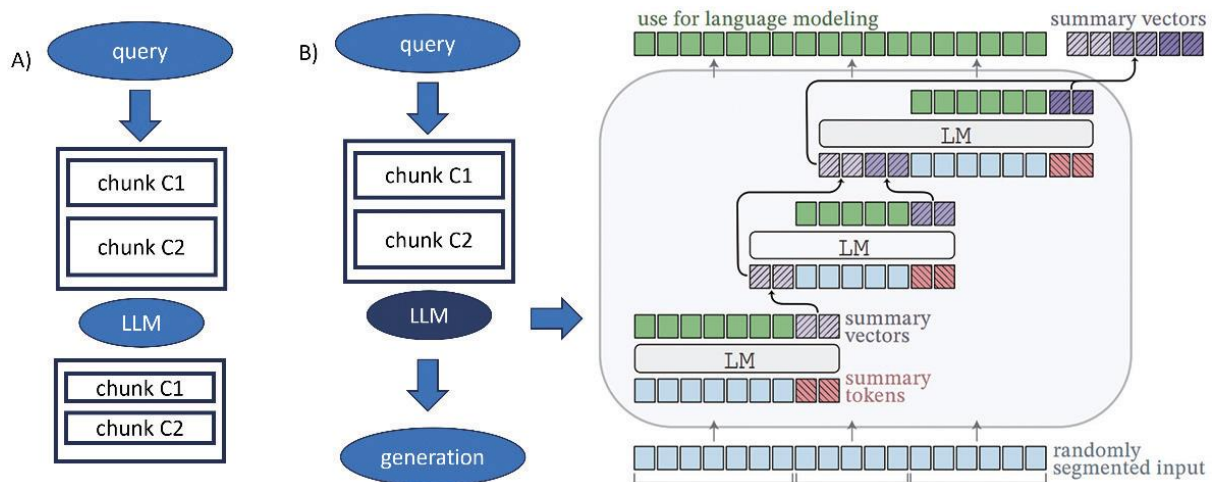 A)
query
chunk C1
chunk C2
LLM
chunk C1
chunk C2
B)
query
chunk C1
chunk C2
LLM
generation
use for language modeling
summary vectors
LM
LM
summary
vectors
LM
summary
tokens
randomly
segmented input